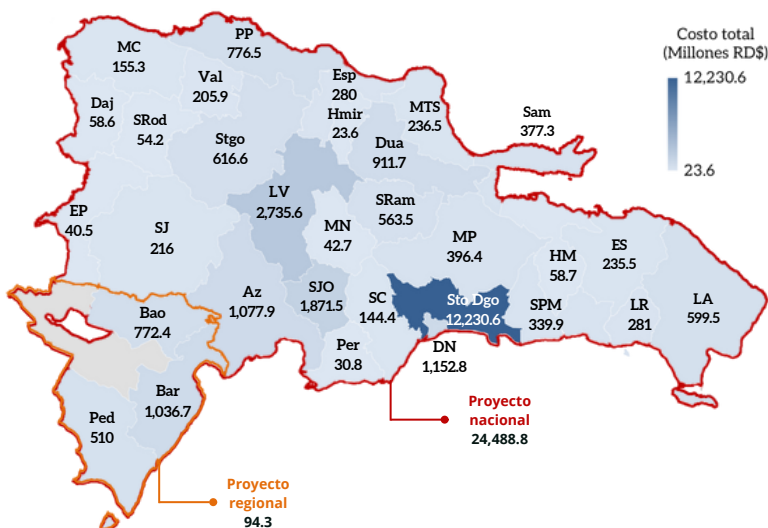 PP
776.5
MC
155.3
Costo total
(Millones RD$)
12,230.6
23.6
Val
205.9
Esp
280
Hmir
23.6
MTS
236.5
Sam
377.3
Daj
58.6
SRod
54.2
Stgo
616.6
Dua
911.7
LV
2,735.6
SRam
563.5
EP
40.5
SJ
216
MN
42.7
MP
396.4
HM
58.7
ES
235.5
Az
1,077.9
SJO
1,871.5
SC
144.4
Sto Dgo
12,230.6
SPM
339.9
LR
281
LA
599.5
Bao
772.4
Per
30.8
DN
1,152.8
Bar
1,036.7
Ped
510
Proyecto
nacional
24,488.8
Proyecto
regional
94.3